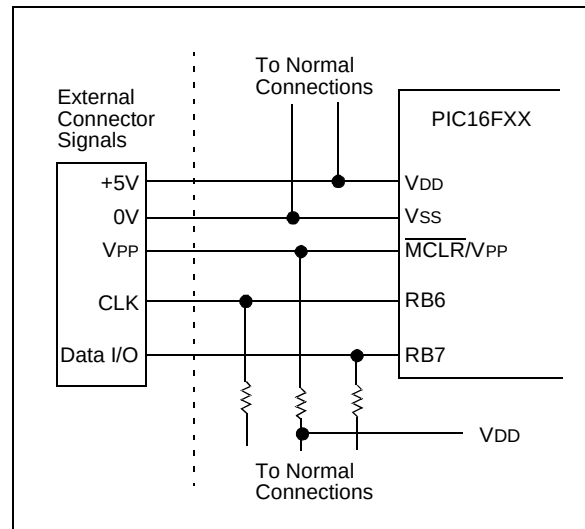 To Normal
Connections
External
Connector
Signals
PIC16FXX
+5V
VDD
0V
VSS
VPP
MCLR/VPP
CLK
RB6
Data I/O
RB7
VDD
To Normal
Connections